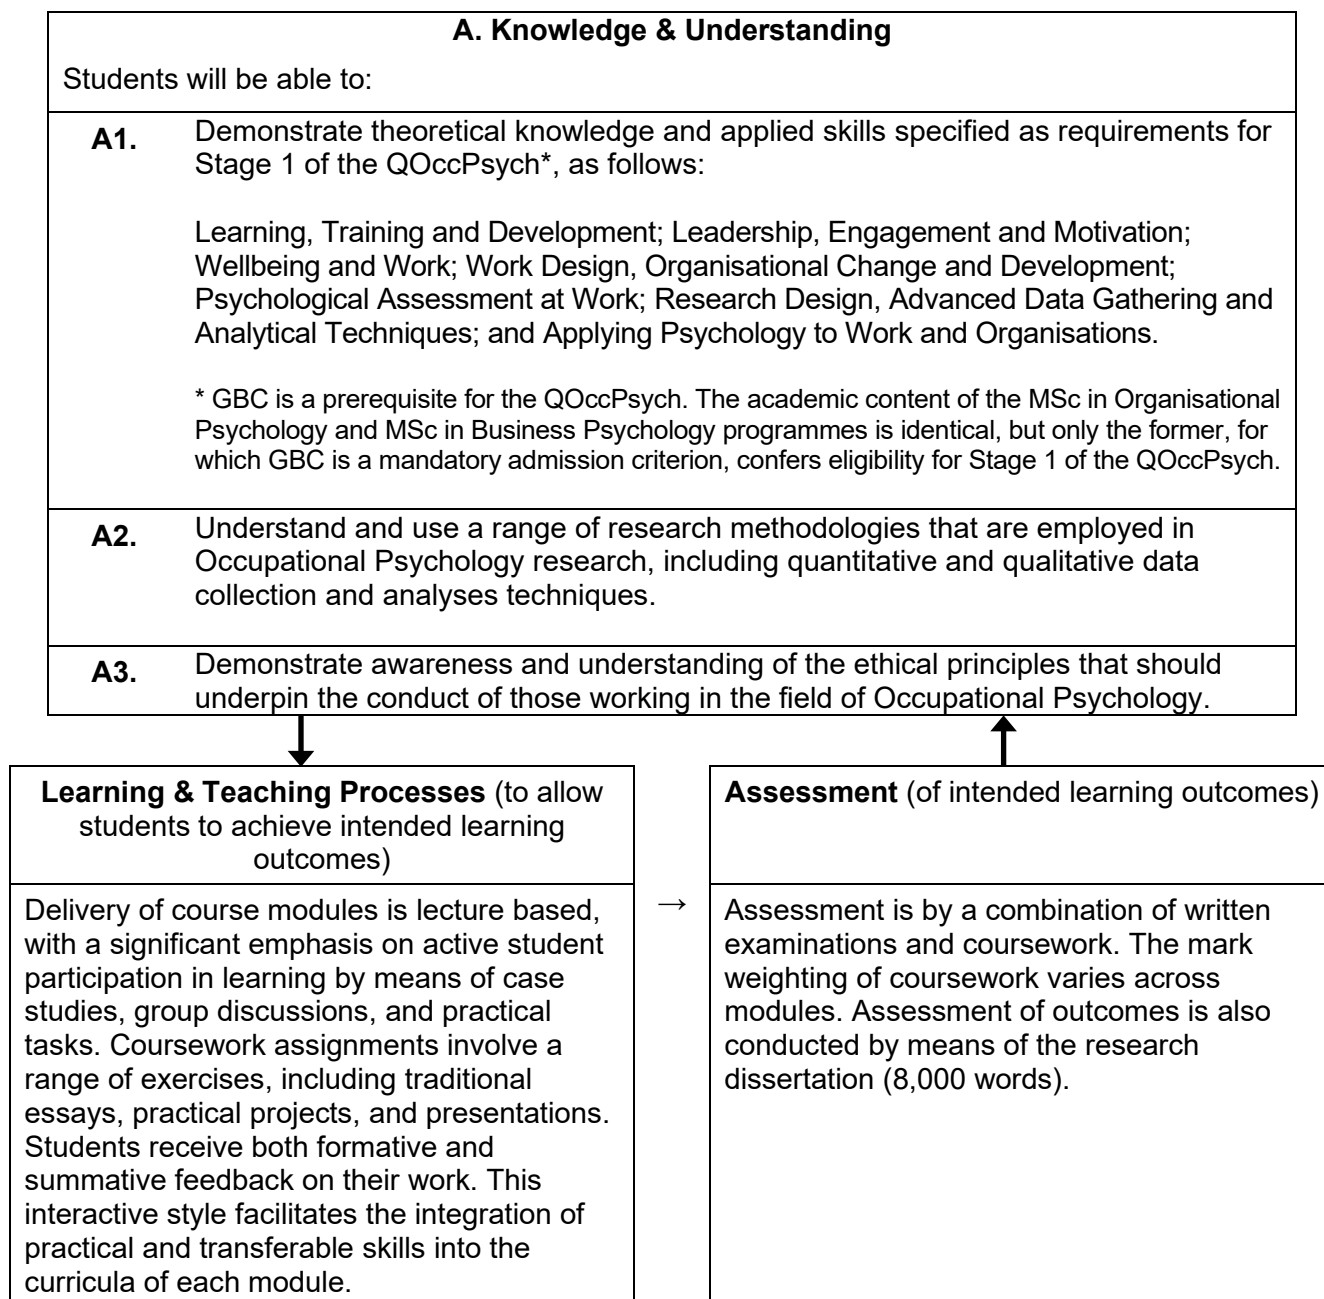 A. Knowledge & Understanding
Students will be able to:
A1.
Demonstrate theoretical knowledge and applied skills specified as requirements for
Stage 1 of the QOccPsych*, as follows:
Learning, Training and Development; Leadership, Engagement and Motivation;
Wellbeing and Work; Work Design, Organisational Change and Development;
Psychological Assessment at Work; Research Design, Advanced Data Gathering and
Analytical Techniques; and Applying Psychology to Work and Organisations.
* GBC is a prerequisite for the QOccPsych. The academic content of the MSc in Organisational
Psychology and MSc in Business Psychology programmes is identical, but only the former, for
which GBC is a mandatory admission criterion, confers eligibility for Stage 1 of the QOccPsych.
A2.
Understand and use a range of research methodologies that are employed in
Occupational Psychology research, including quantitative and qualitative data
collection and analyses techniques.
A3.
Demonstrate awareness and understanding of the ethical principles that should
underpin the conduct of those working in the field of Occupational Psychology.
Learning & Teaching Processes (to allow
students to achieve intended learning
outcomes)
Delivery of course modules is lecture based,
with a significant emphasis on active student
participation in learning by means of case
studies, group discussions, and practical
tasks. Coursework assignments involve a
range of exercises, including traditional
essays, practical projects, and presentations.
Students receive both formative and
summative feedback on their work. This
interactive style facilitates the integration of
practical and transferable skills into the
curricula of each module.
→
Assessment (of intended learning outcomes)
Assessment is by a combination of written
examinations and coursework. The mark
weighting of coursework varies across
modules. Assessment of outcomes is also
conducted by means of the research
dissertation (8,000 words).